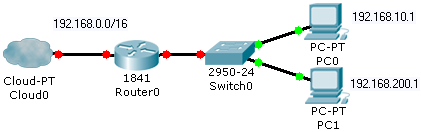 192.168.0.0/16
192.168.10.1
PC-PT
PC0
Cloud-PT
Cloud0
1841
Router0
2950-24
Switch0
192.168.200.1
PC-PT
PC1